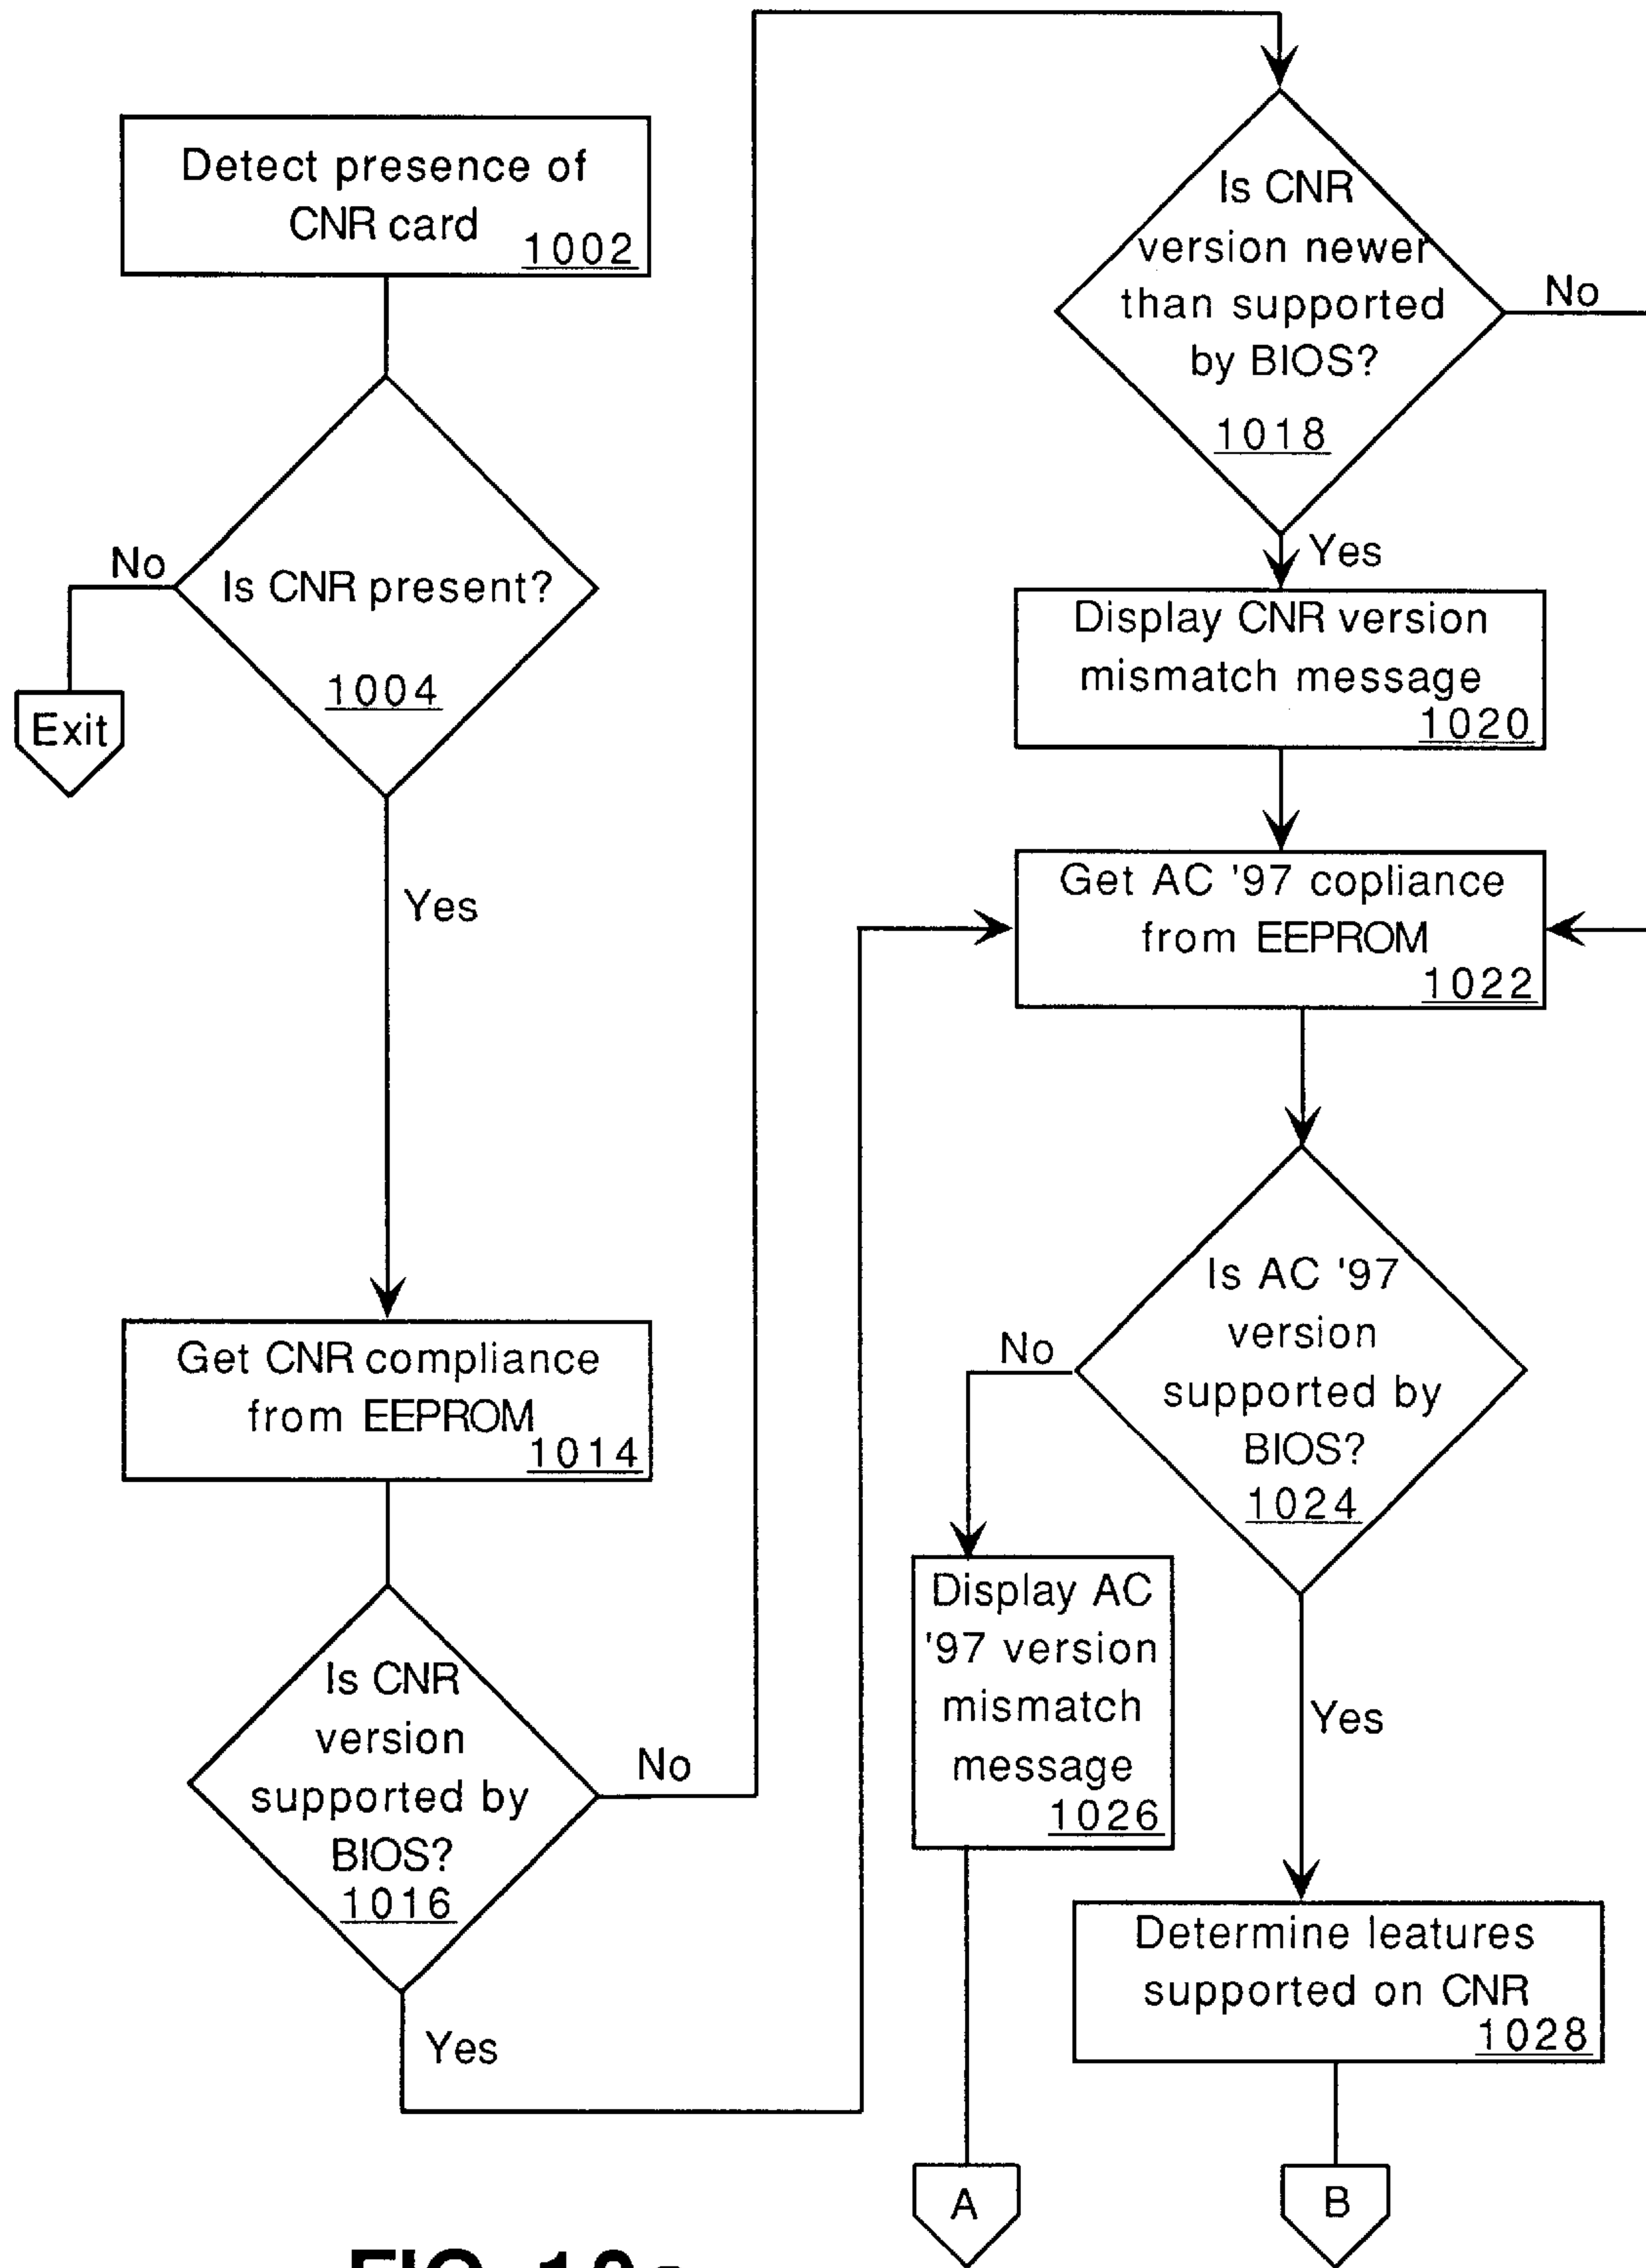 Detect presence of
CNR card
1002
No
Is CNR present?
1004
Exit
Yes
Get CNR compliance
from EEPROM
1014
Is CNR
version
supported by
BIOS?
1016
No
Yes
Is CNR
version newer
than supported
by BIOS?
1018
No
Yes
Display CNR version
mismatch message
1020
Get AC '97 copliance
from EEPROM
1022
Is AC '97
version
supported by
BIOS?
1024
No
Display AC
'97 version
mismatch
message
1026
Yes
Determine leatures
supported on CNR
1028
A
B